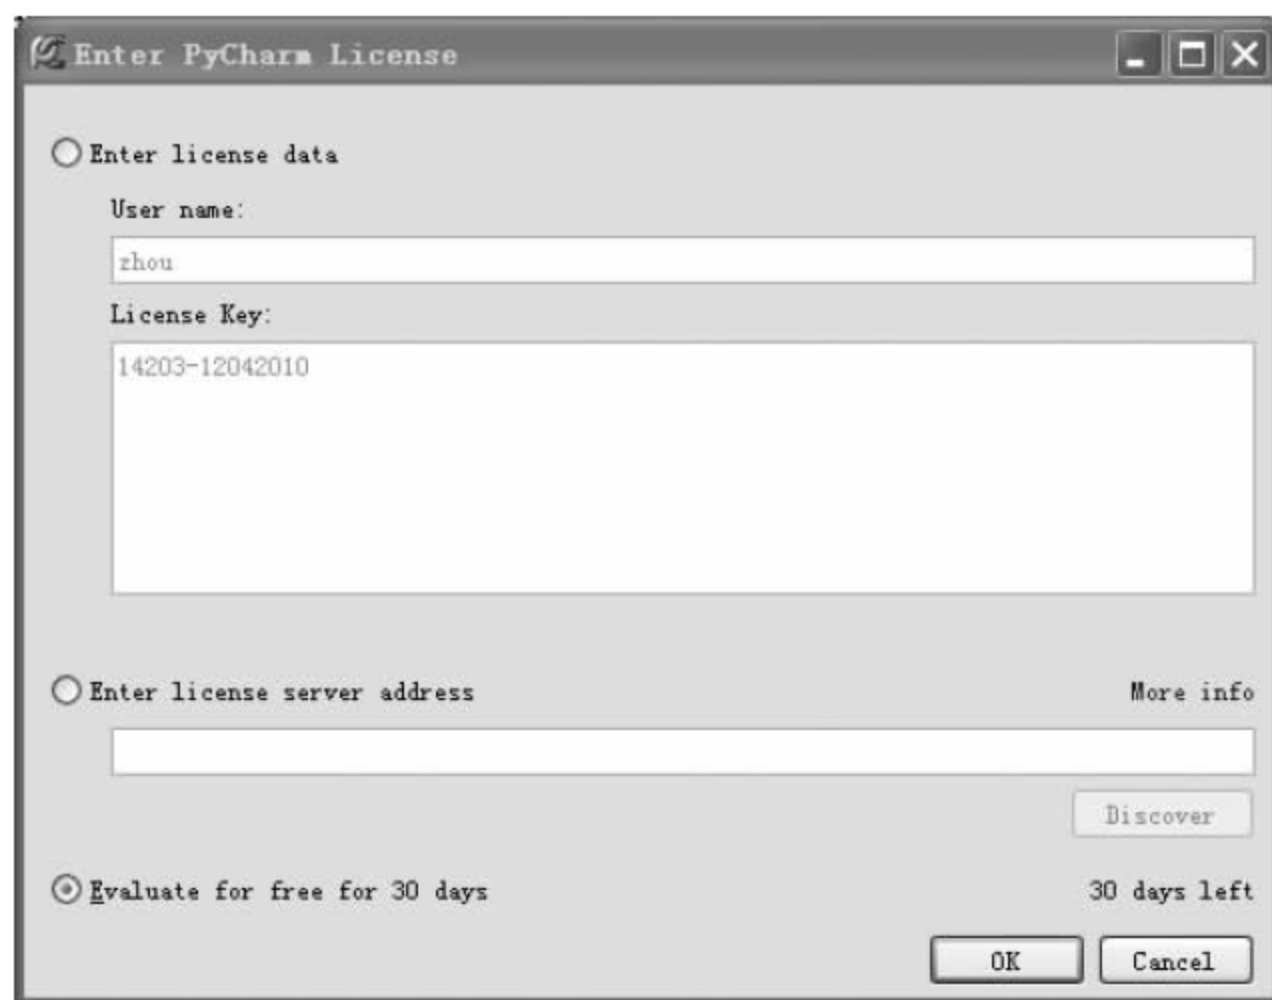 Enter PyCharm License
Enter license data
User name:
zhou
License Key:
14203-12042010
Enter license server address More info
Discover
Evaluate for free for 30 days 30 days left
OK Cancel